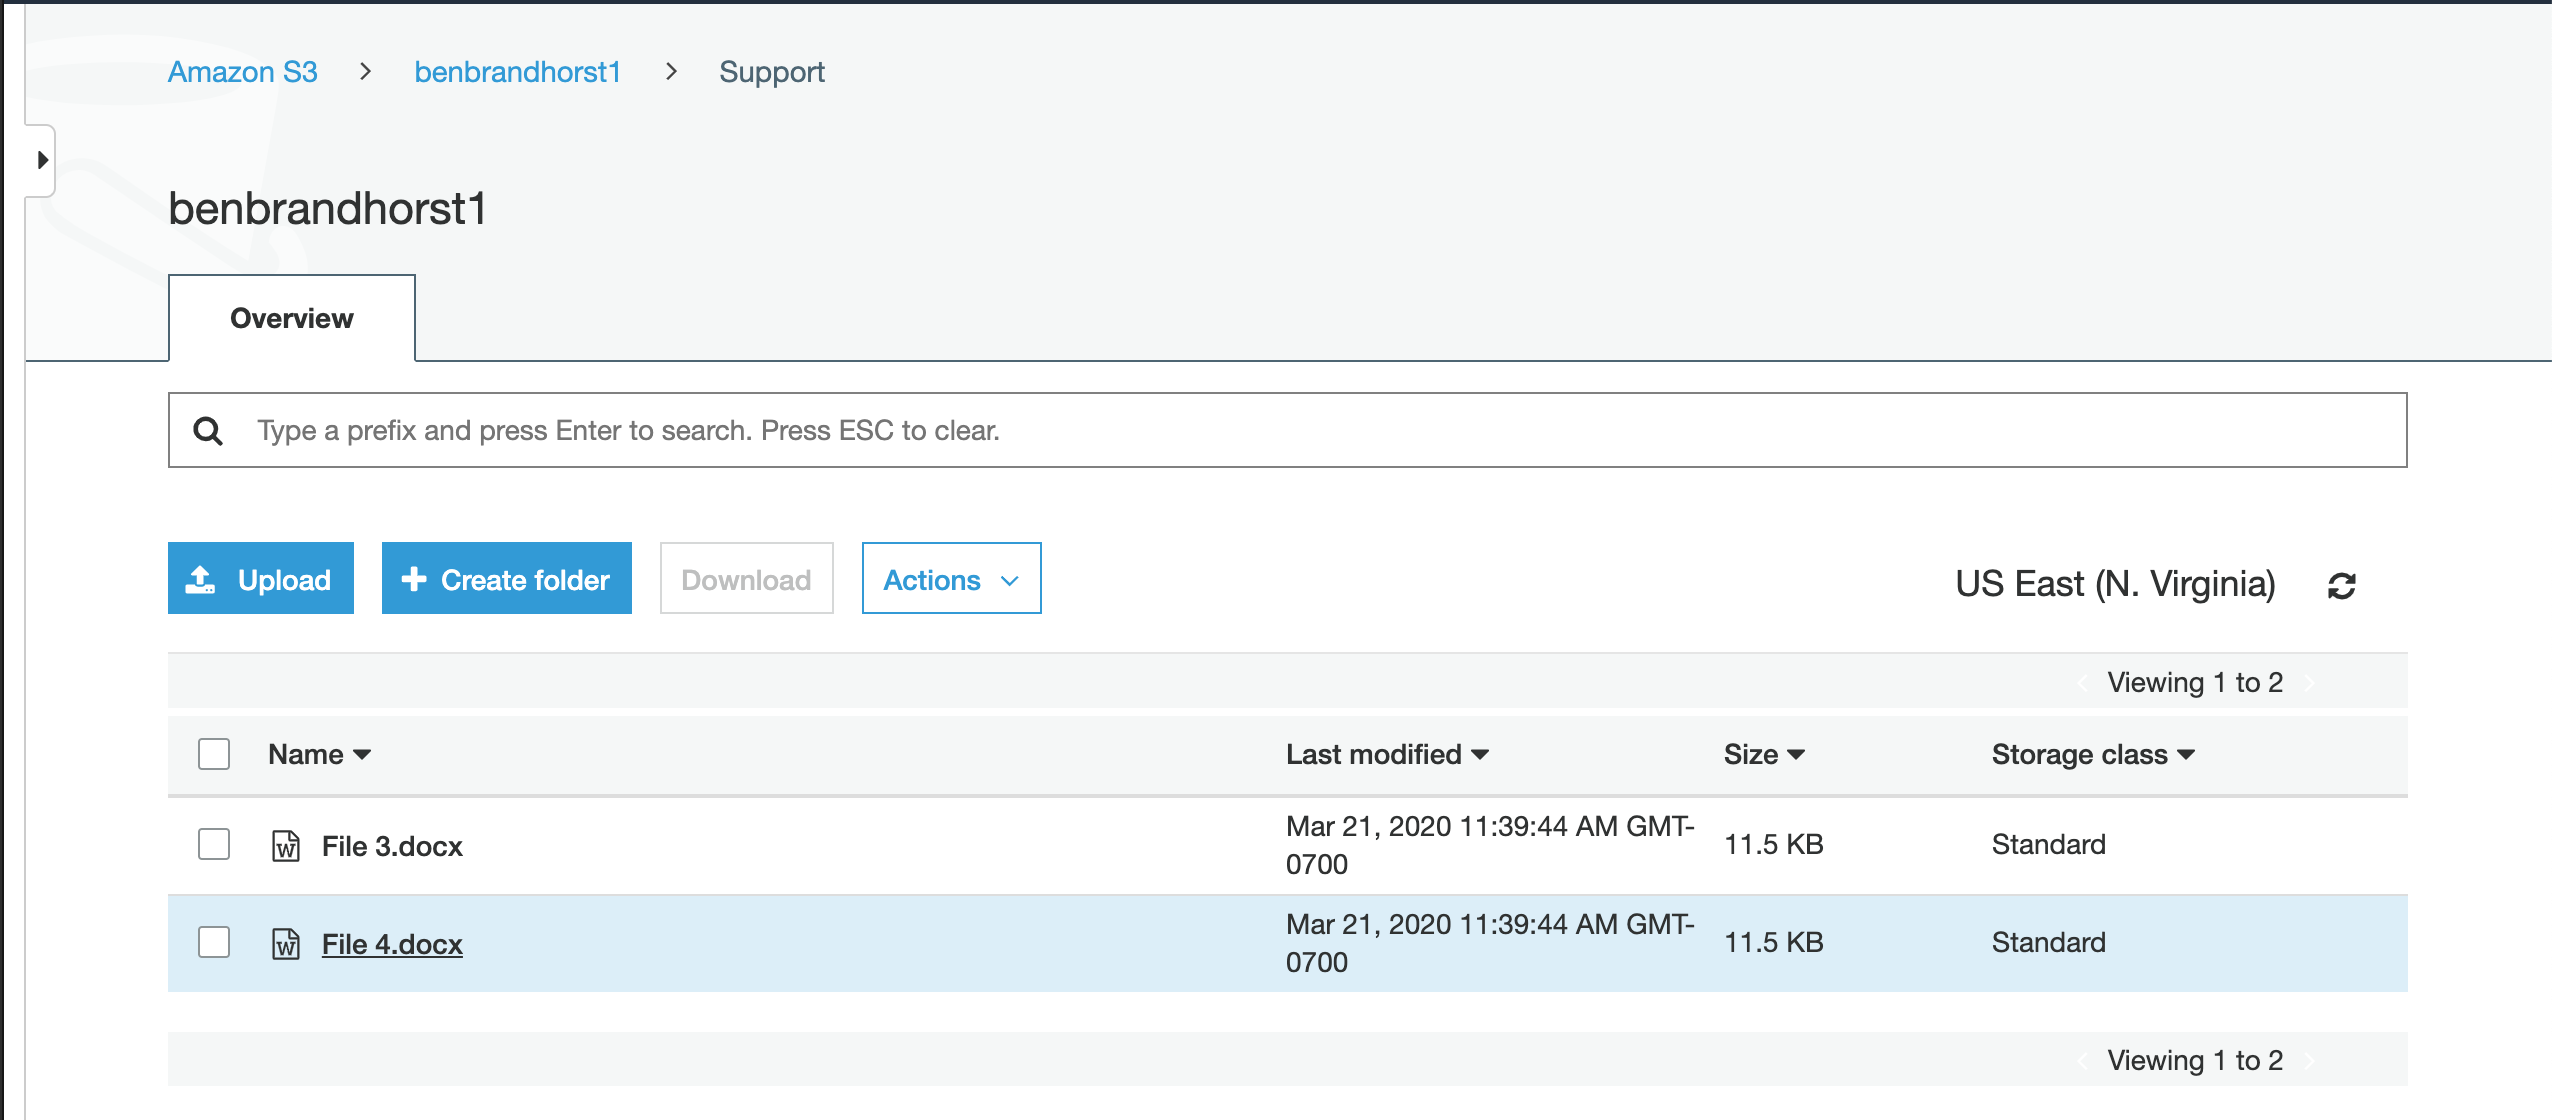 Amazon S3 > benbrandhorst1 > Support
benbrandhorst1
Overview
Type a prefix and press Enter to search. Press ESC to clear.
Upload Create folder Download Actions US East (N. Virginia)
Viewing 1 to 2
Name Last modified Size Storage class
File 3.docx Mar 21, 2020 11:39:44 AM GMT-
0700 11.5 KB Standard
File 4.docx Mar 21, 2020 11:39:44 AM GMT-
0700 11.5 KB Standard
Viewing 1 to 2